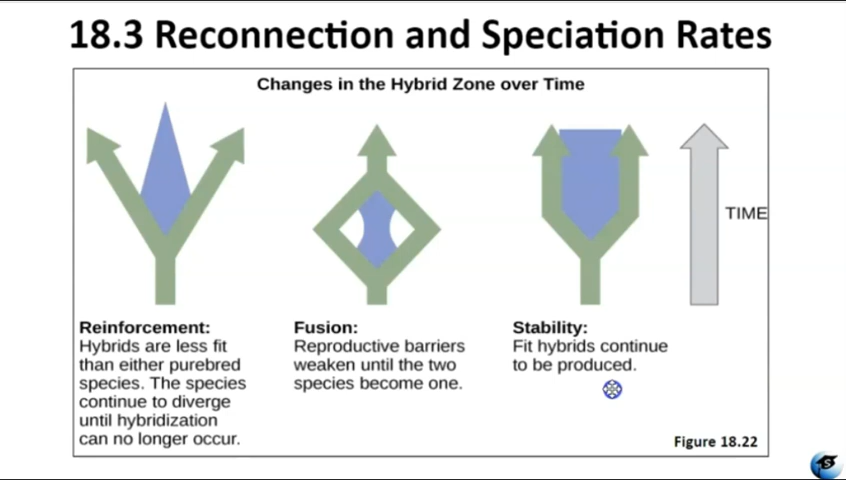 18.3 Reconnection and Speciation Rates
Changes in the Hybrid Zone over Time
TIME
Reinforcement:
Hybrids are less fit
than either purebred
species. The species
continue to diverge
until hybridization
can no longer occur.
Fusion:
Reproductive barriers
weaken until the two
species become one.
Stability:
Fit hybrids continue
to be produced.
Figure 18.22
S